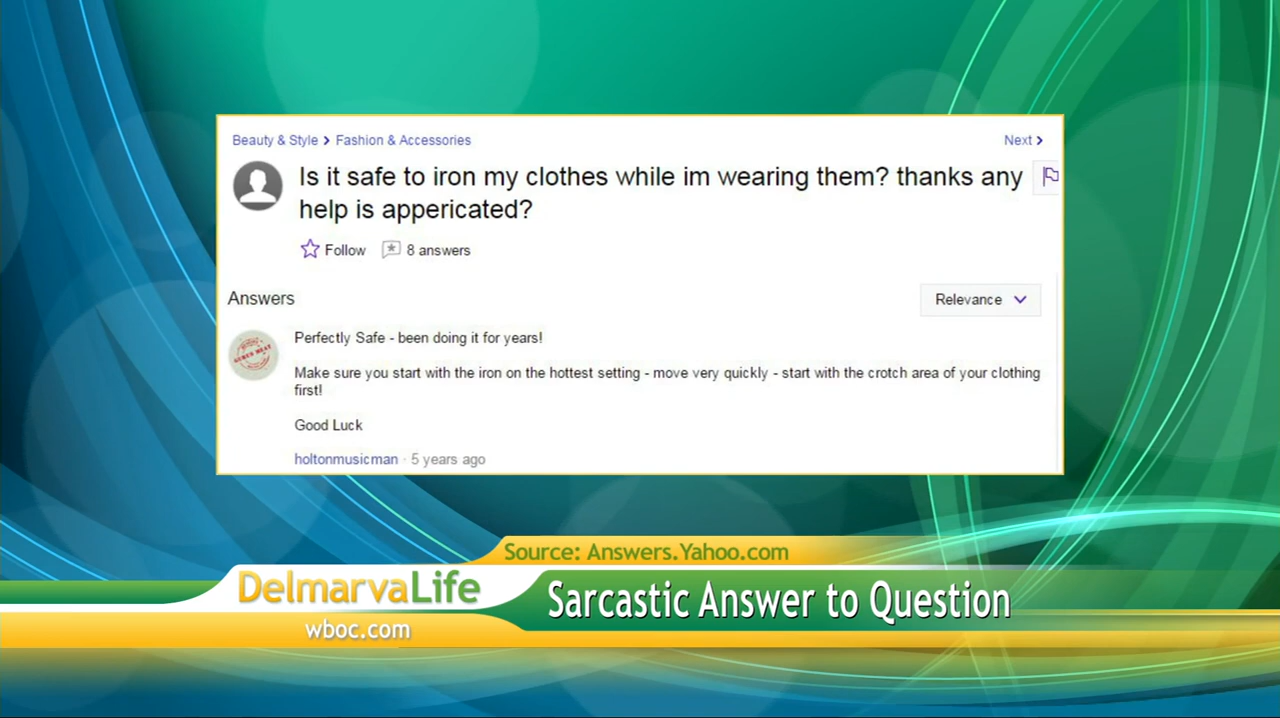 Beauty & Style > Fashion & Accessories
Next >
Is it safe to iron my clothes while im wearing them? thanks any
help is appericated?
Follow 8 answers
Answers
Relevance
Perfectly Safe - been doing it for years!
Make sure you start with the iron on the hottest setting - move very quickly - start with the crotch area of your clothing
first!
Good Luck
holtonmusicman · 5 years ago
Source: Answers.Yahoo.com
DelmarvaLife
Sarcastic Answer to Question
wboc.com